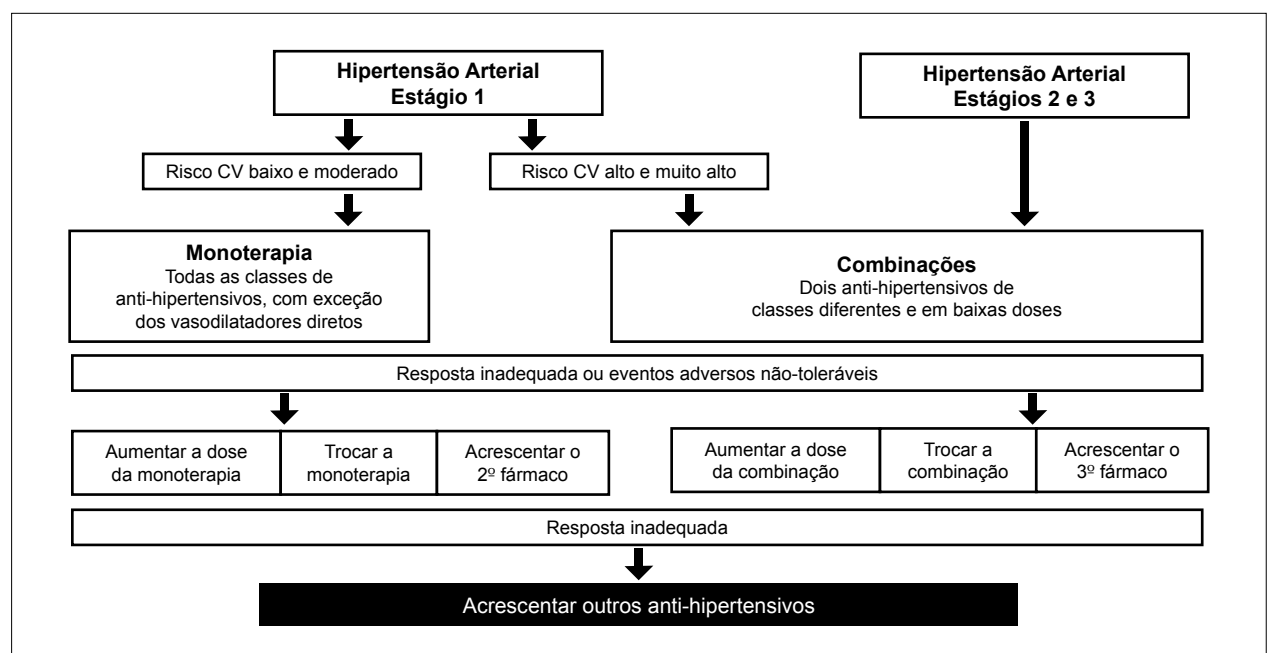 Hipertensão Arterial
Estágio 1
Hipertensão Arterial
Estágios 2 e 3
Risco CV baixo e moderado
Risco CV alto e muito alto
Monoterapia
Todas as classes de
anti-hipertensivos, com exceção
dos vasodilatadores diretos
Combinações
Dois anti-hipertensivos de
classes diferentes e em baixas doses
Resposta inadequada ou eventos adversos não-toleráveis
Aumentar a dose
da monoterapia
Trocar a
monoterapia
Acrescentar o
2º fármaco
Aumentar a dose
da combinação
Trocar a
combinação
Acrescentar o
3º fármaco
Resposta inadequada
Acrescentar outros anti-hipertensivos